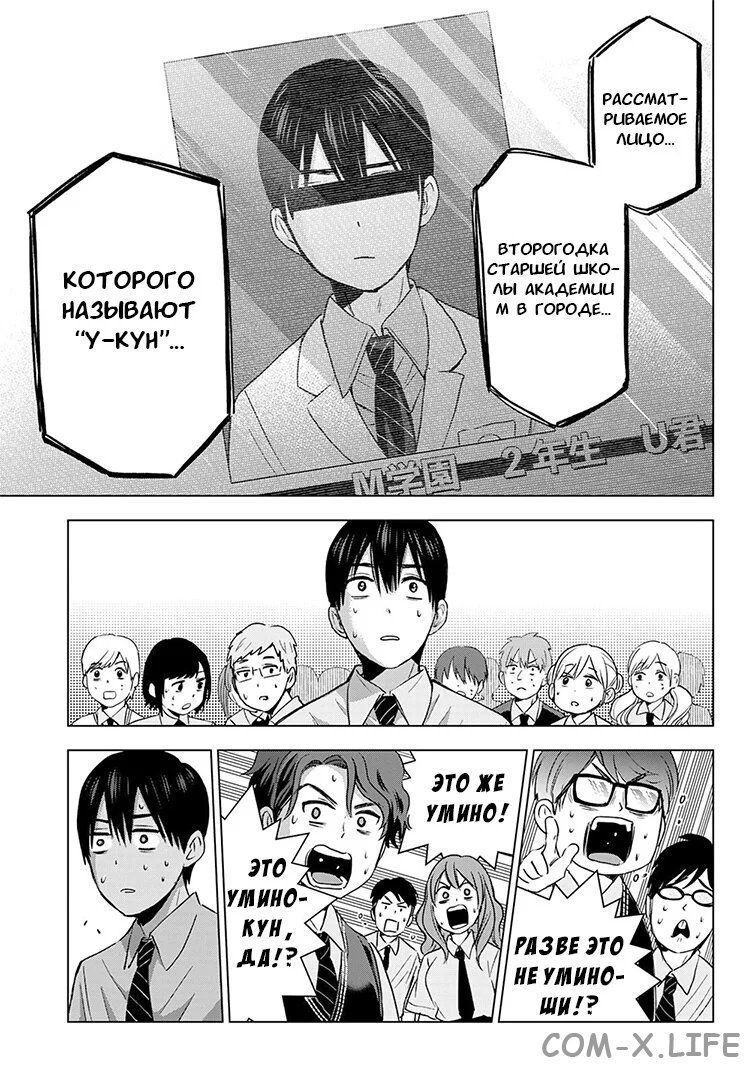 РАССМАТ-
РИВАЕМОЕ
ЛИЦО...
ВТОРОГОДКА
СТАРШЕЙ ШКО-
ЛЫ АКАДЕМИИ
М В ГОРОДЕ...
КОТОРОГО
НАЗЫВАЮТ
“У-КУН”...
M学園 2年生 U君
РАЗВЕ ЭТО
НЕ УМИНО-
ШИ!?
ЭТО ЖЕ
УМИНО!
ЭТО
УМИНО-
КУН,
ДА!?
COM-X.LIFE